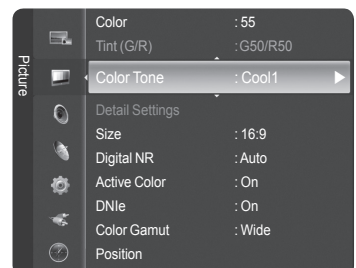 Picture
Color : 55
Tint (G/R) : G50/R50
Color Tone : Cool1
Detail Settings
Size : 16:9
Digital NR : Auto
Active Color : On
DNIe : On
Color Gamut : Wide
Position